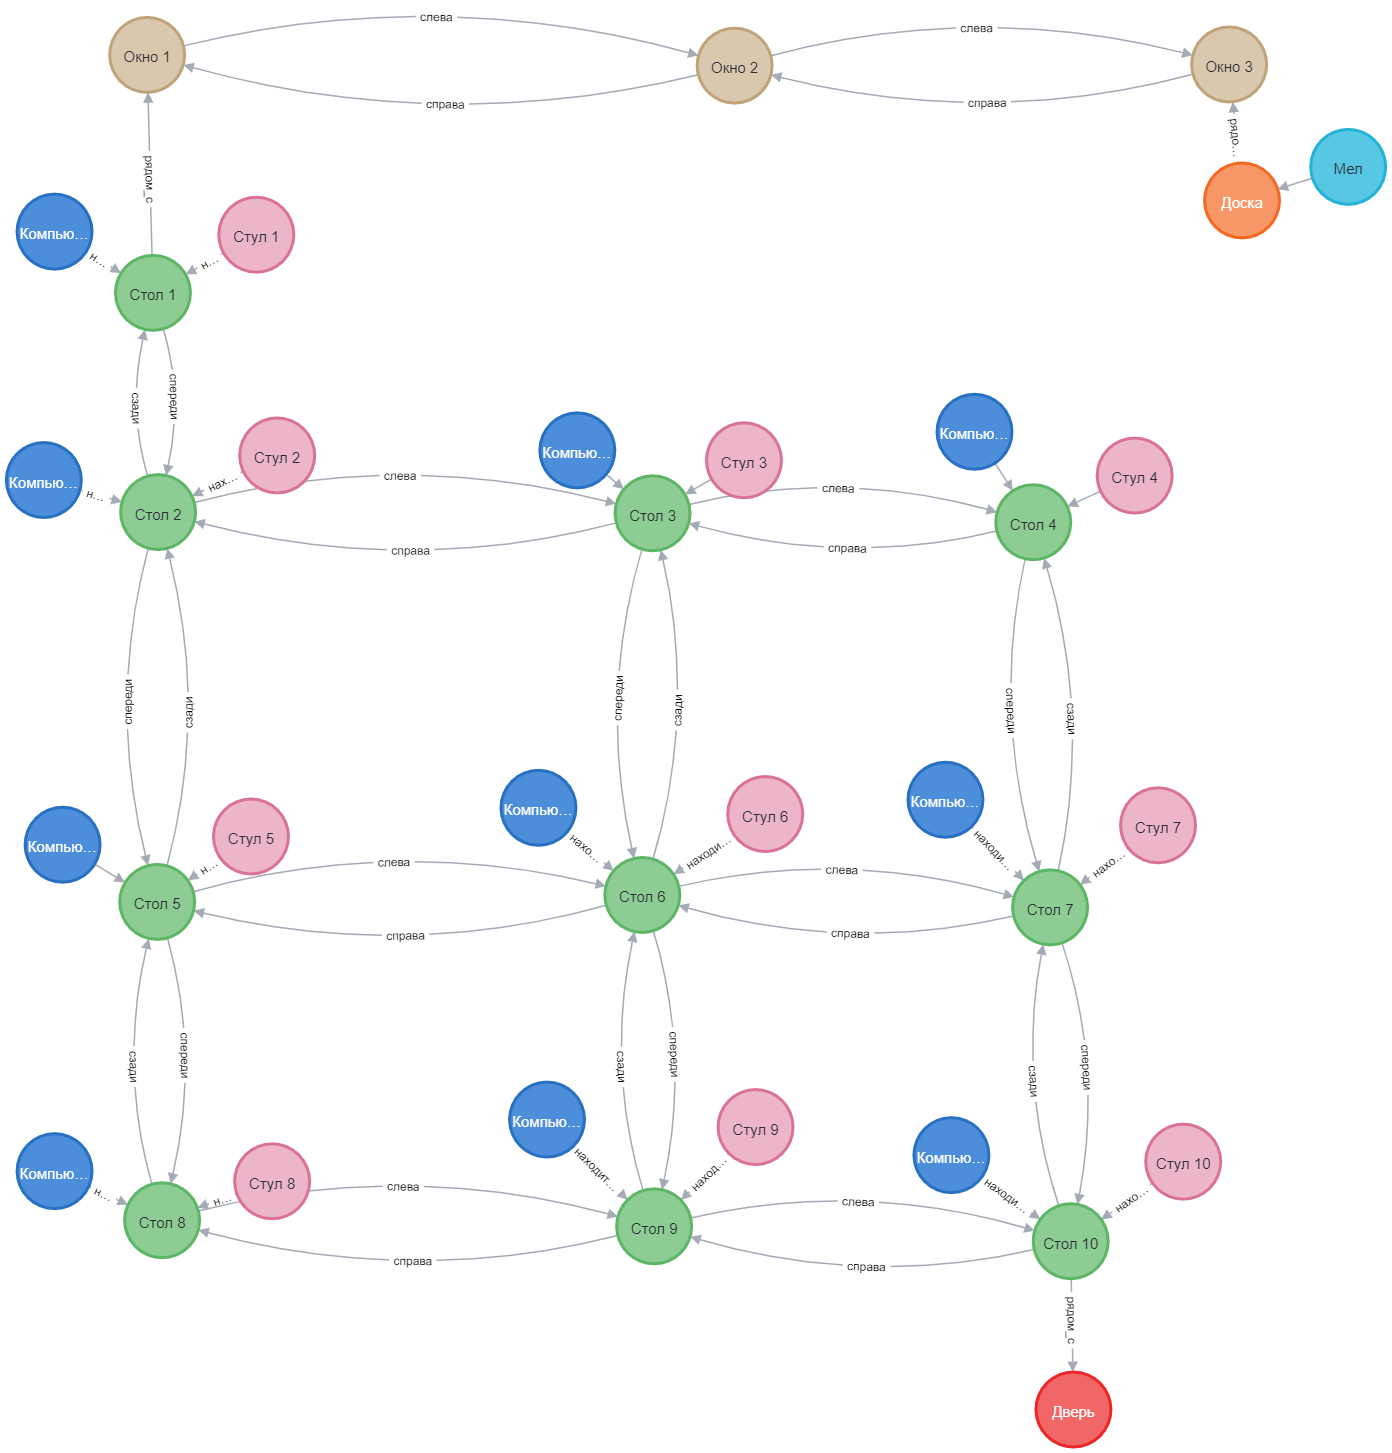 слева
Окно 1
Окно 2
слева
Окно 3
справа
справа
рядом_с
рядо...
Мел
Доска
Компью...
Стул 1
н...
н...
Стол 1
сзади
спереди
Компью...
Стул 2
Компью...
Стул 3
Компью...
Стул 4
н...
нах...
слева
слева
Стол 2
Стол 3
Стол 4
справа
справа
спереди
сзади
спереди
сзади
спереди
сзади
Компью...
Стул 5
Компью...
Стул 6
Компью...
Стул 7
н...
нахо...
находи...
находи...
нахо...
слева
слева
Стол 5
Стол 6
Стол 7
справа
справа
сзади
спереди
сзади
спереди
сзади
спереди
Компью...
Стул 8
Компью...
Стул 9
Компью...
Стул 10
н...
н...
находит...
наход...
находи...
нахо...
слева
слева
Стол 8
Стол 9
Стол 10
справа
справа
рядом_с
Дверь